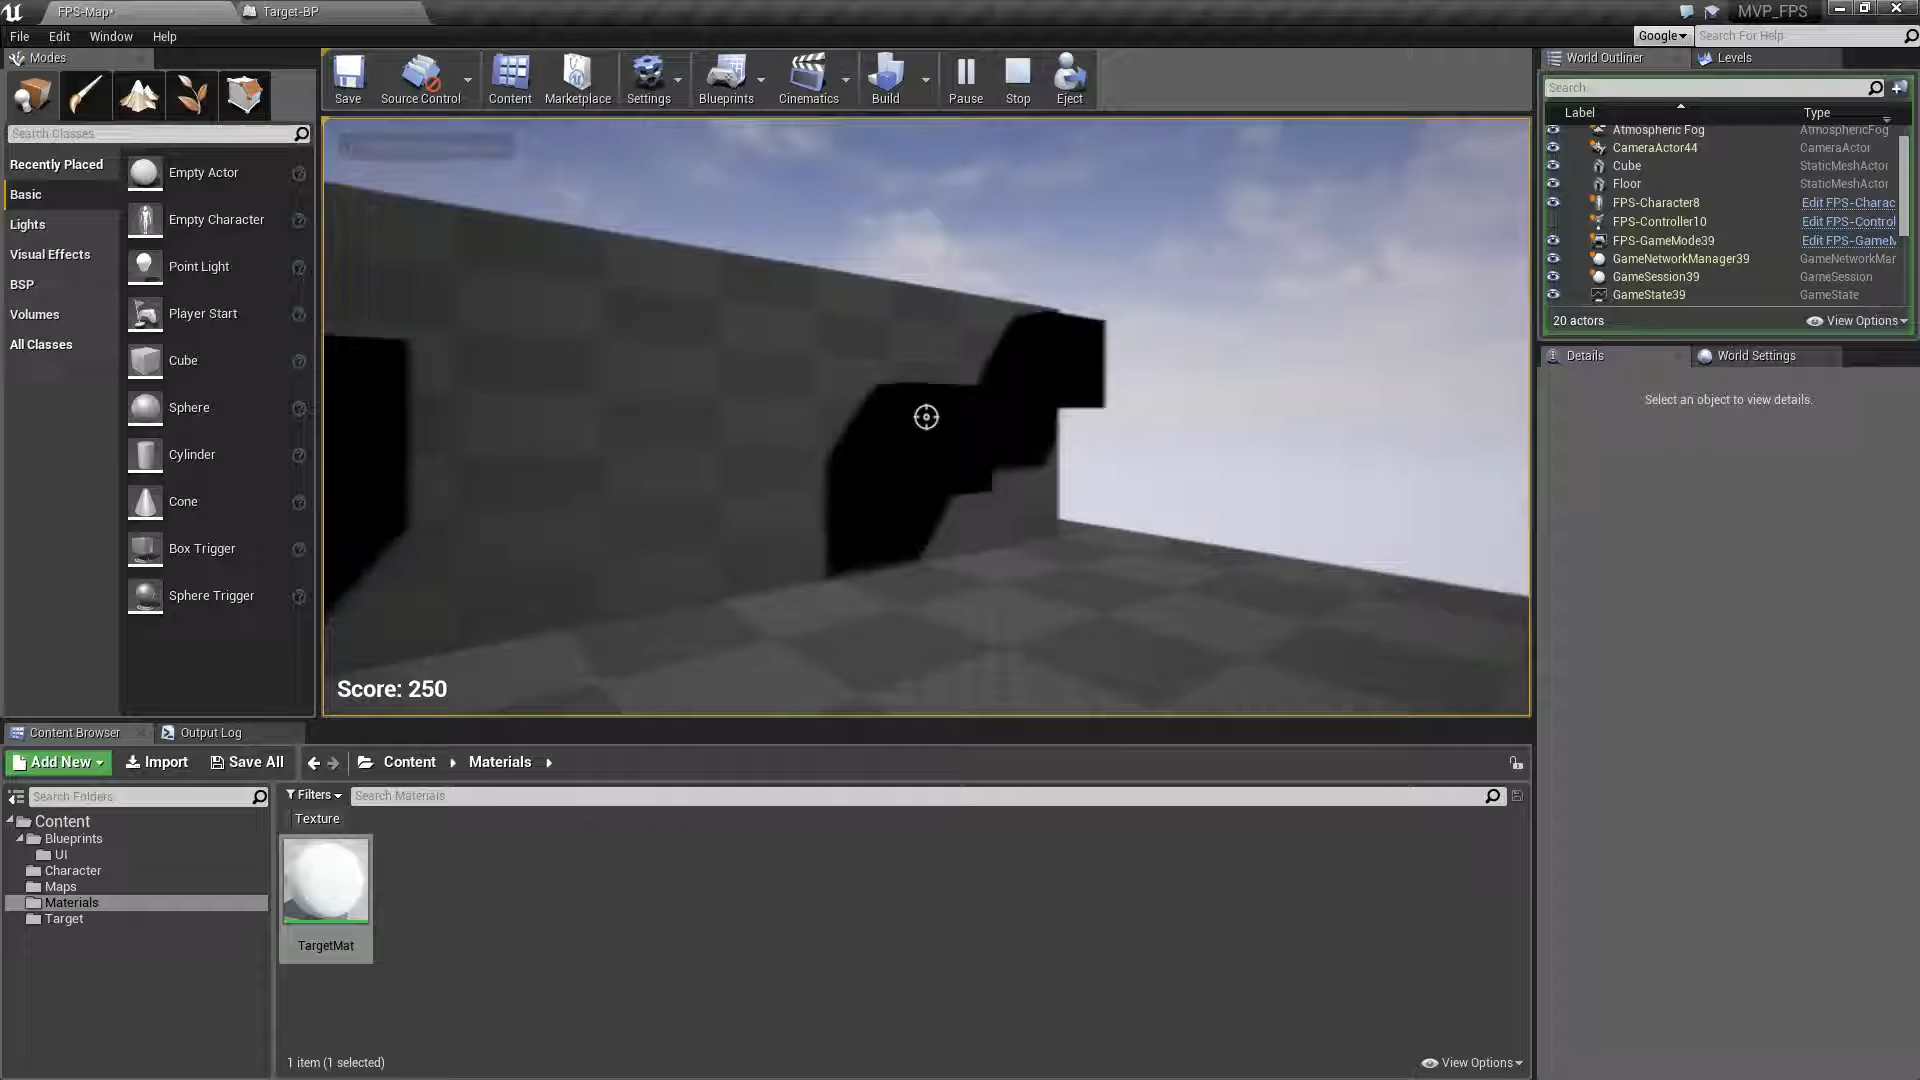 FPS-Map*
Target-BP
MVP_FPS
File Edit Window Help
Google
Search For Help
Modes
Save
Source Control
Content
Marketplace
Settings
Blueprints
Cinematics
Build
Pause
Stop
Eject
Search Classes
Recently Placed
Basic
Lights
Visual Effects
BSP
Volumes
All Classes
Empty Actor
Empty Character
Point Light
Player Start
Cube
Sphere
Cylinder
Cone
Box Trigger
Sphere Trigger
Score: 250
World Outliner
Levels
Search
Label Type
Atmospheric Fog AtmosphericFog
CameraActor44 CameraActor
Cube StaticMeshActor
Floor StaticMeshActor
FPS-Character8 Edit FPS-Charac
FPS-Controller10 Edit FPS-Control
FPS-GameMode39 Edit FPS-GameM
GameNetworkManager39 GameNetworkMar
GameSession39 GameSession
GameState39 GameState
20 actors
View Options
Details
World Settings
Select an object to view details.
Content Browser
Output Log
Add New
Import
Save All
Content
Materials
Search Folders
Content
Blueprints
UI
Character
Maps
Materials
Target
Filters
Search Materials
Texture
TargetMat
1 item (1 selected)
View Options